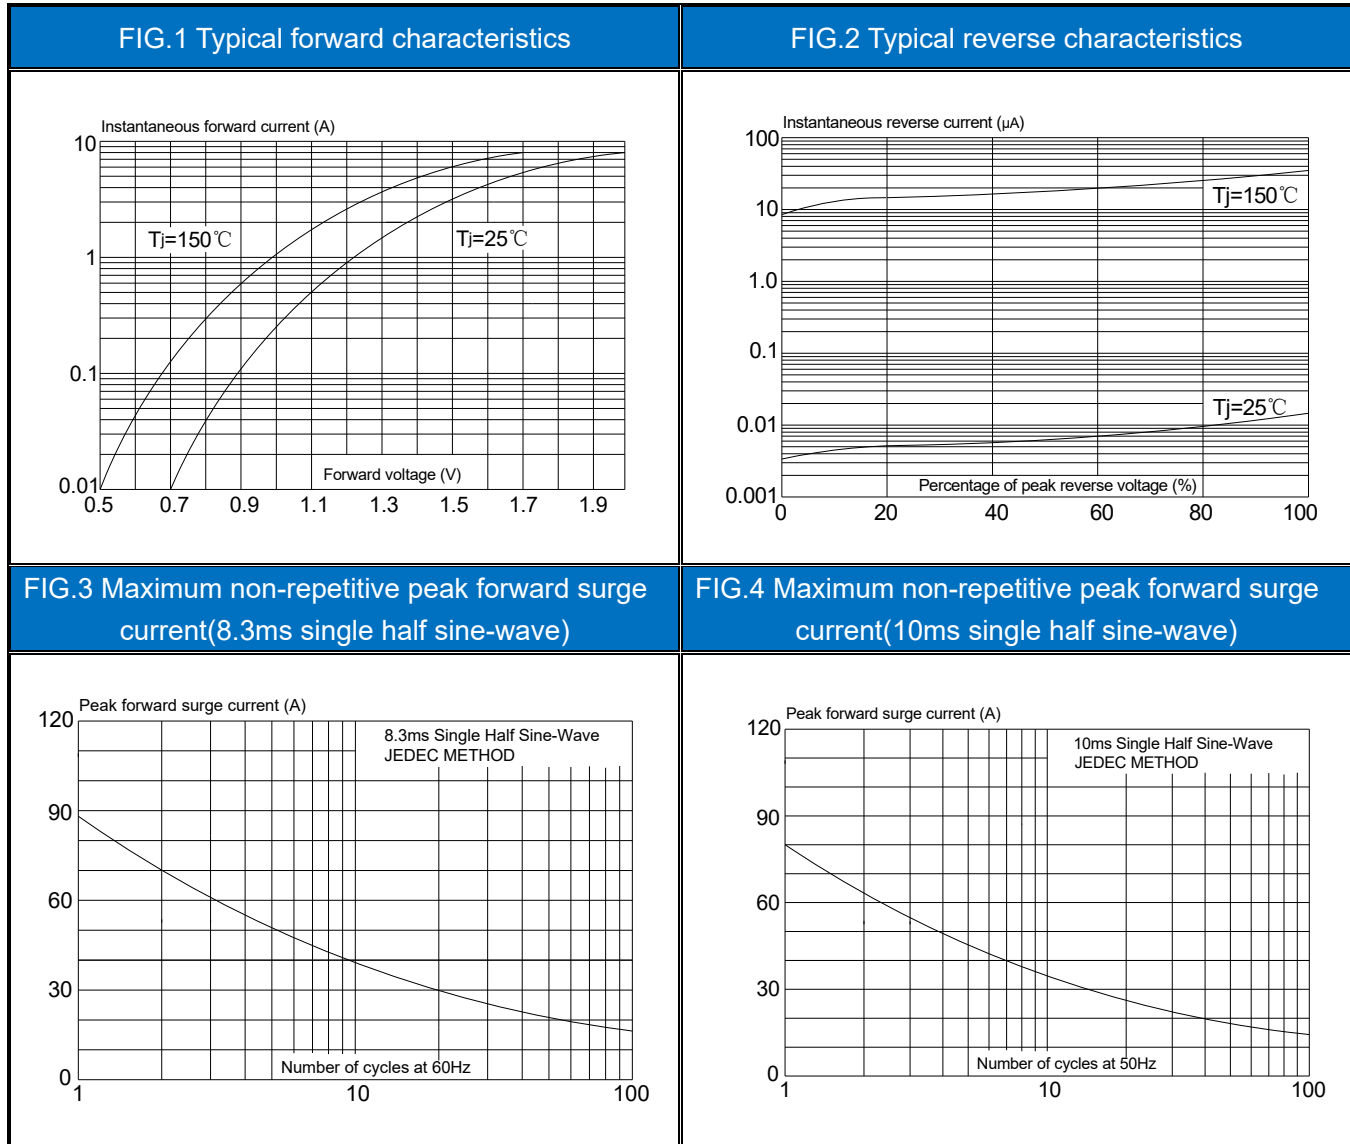 FIG.1 Typical forward characteristics
FIG.2 Typical reverse characteristics
Instantaneous forward current (A)
10
1
0.1
0.01
Tj=150℃
Tj=25℃
Forward voltage (V)
0.5 0.7 0.9 1.1 1.3 1.5 1.7 1.9
Instantaneous reverse current (μA)
100
10
1.0
0.1
0.01
0.001
Tj=150℃
Tj=25℃
Percentage of peak reverse voltage (%)
0 20 40 60 80 100
FIG.3 Maximum non-repetitive peak forward surge
current(8.3ms single half sine-wave)
FIG.4 Maximum non-repetitive peak forward surge
current(10ms single half sine-wave)
Peak forward surge current (A)
120
90
60
30
0
8.3ms Single Half Sine-Wave
JEDEC METHOD
Number of cycles at 60Hz
1 10 100
Peak forward surge current (A)
120
90
60
30
0
10ms Single Half Sine-Wave
JEDEC METHOD
Number of cycles at 50Hz
1 10 100